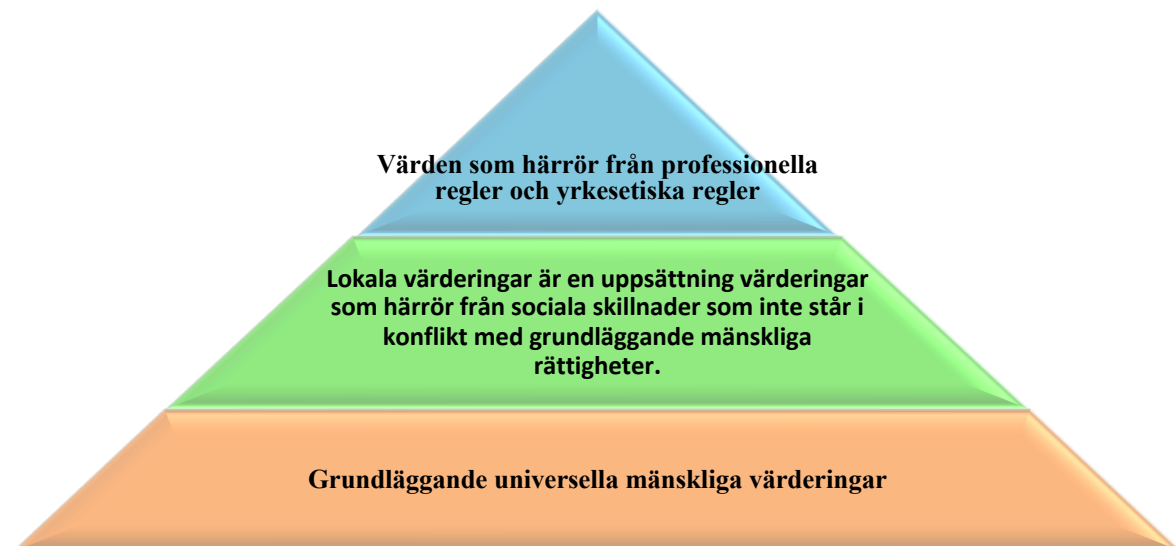 Värden som härrör från professionella
regler och yrkesetiska regler
Lokala värderingar är en uppsättning värderingar
som härrör från sociala skillnader som inte står i
konflikt med grundläggande mänskliga
rättigheter.
Grundläggande universella mänskliga värderingar